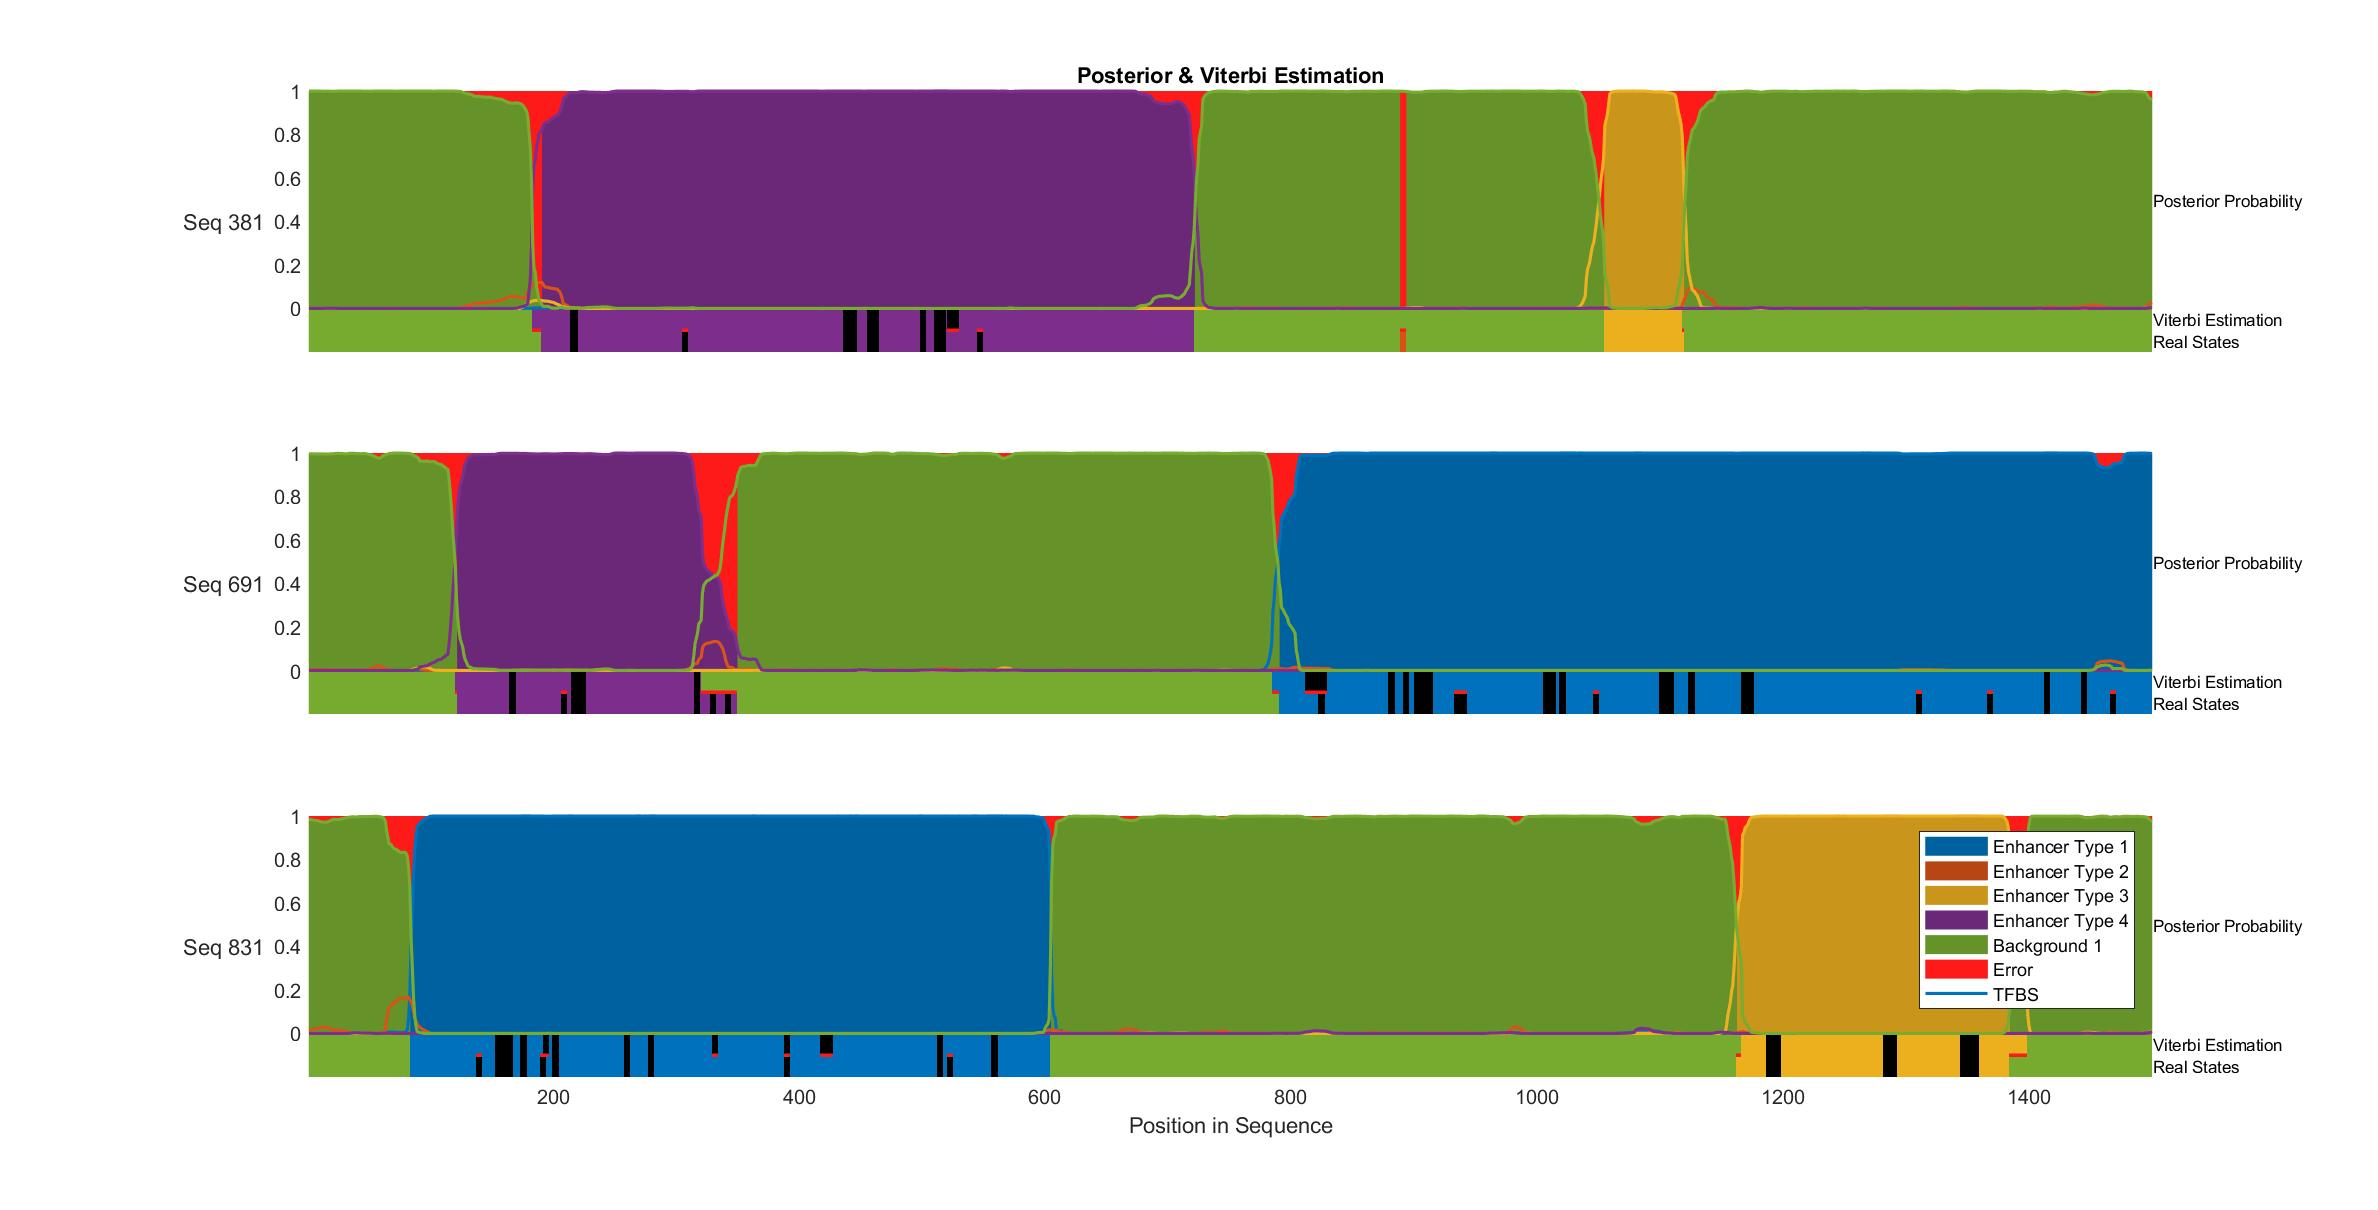 Posterior & Viterbi Estimation
1
0.8
0.6
0.4
0.2
0
Seq 381
Posterior Probability
Viterbi Estimation
Real States
1
0.8
0.6
0.4
0.2
0
Seq 691
Posterior Probability
Viterbi Estimation
Real States
1
0.8
0.6
0.4
0.2
0
Seq 831
Enhancer Type 1
Enhancer Type 2
Enhancer Type 3
Enhancer Type 4
Background 1
Error
TFBS
Posterior Probability
Viterbi Estimation
Real States
200 400 600 800 1000 1200 1400
Position in Sequence